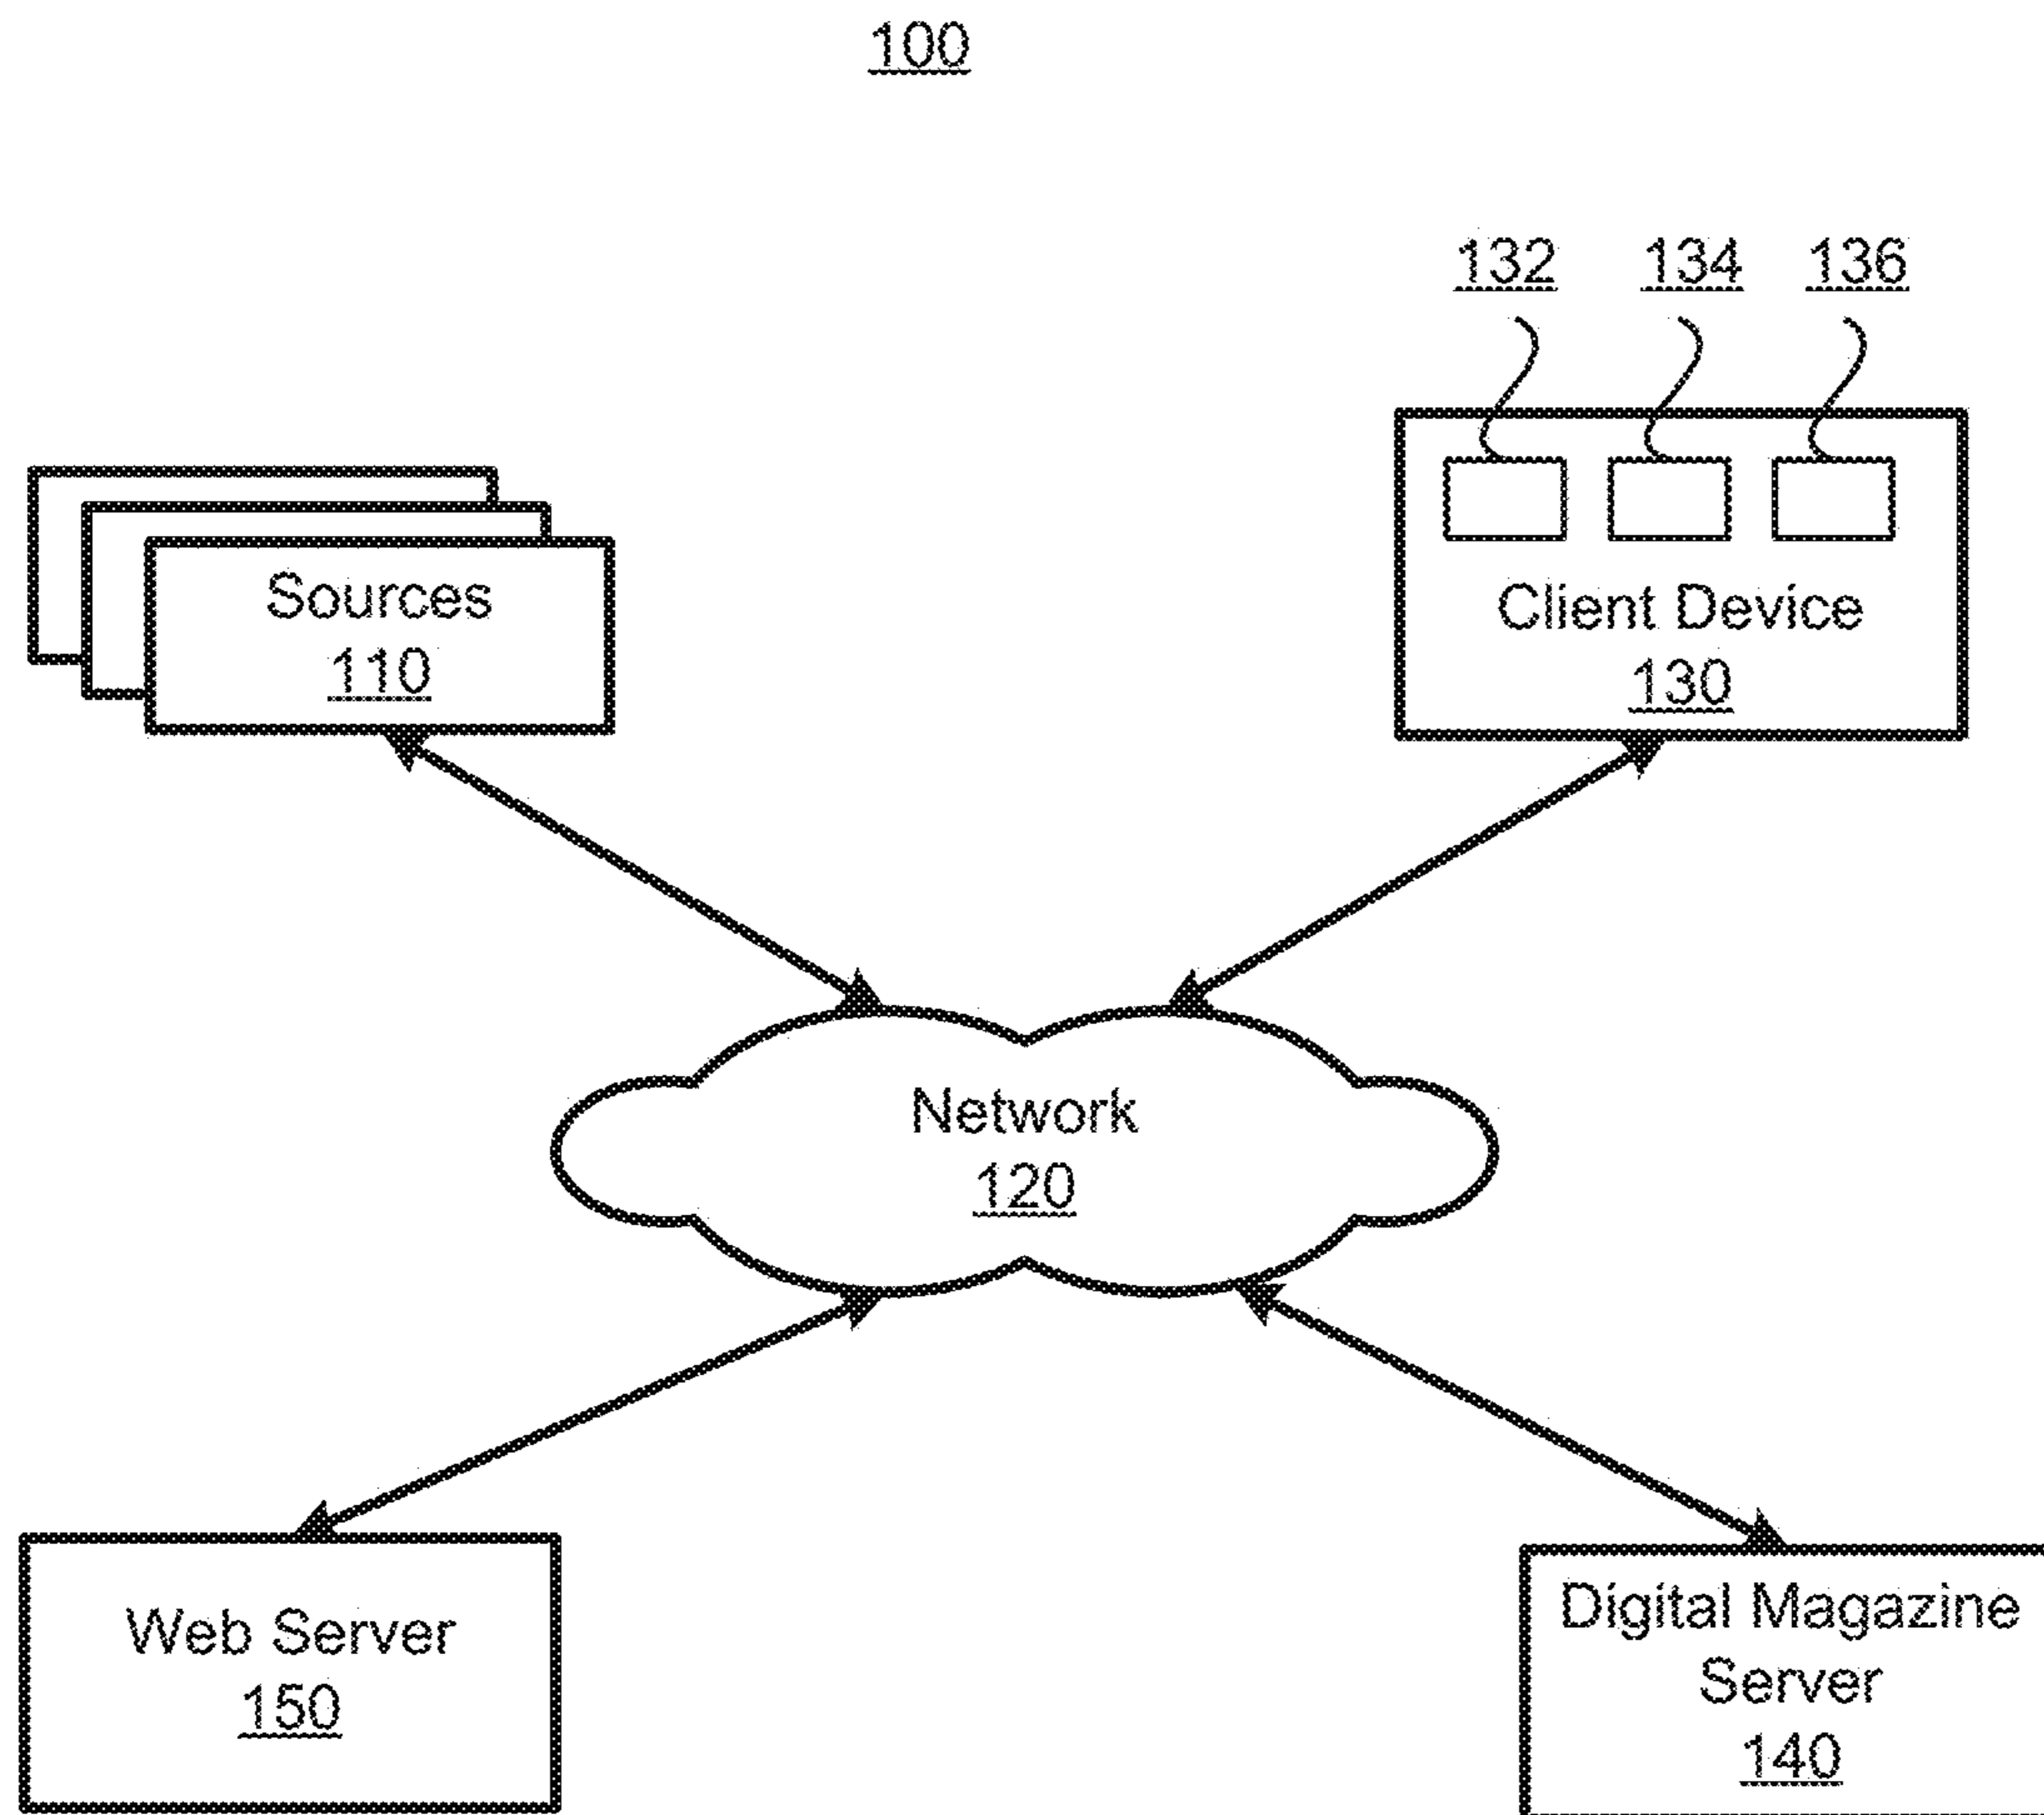 100
132 134 136
Sources
110
Client Device
130
Network
120
Web Server
150
Digital Magazine
Server
140